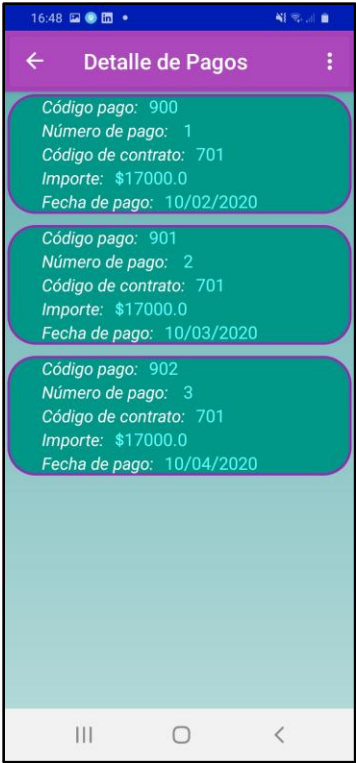 16:48
Detalle de Pagos
Código pago: 900
Número de pago: 1
Código de contrato: 701
Importe: $17000.0
Fecha de pago: 10/02/2020
Código pago: 901
Número de pago: 2
Código de contrato: 701
Importe: $17000.0
Fecha de pago: 10/03/2020
Código pago: 902
Número de pago: 3
Código de contrato: 701
Importe: $17000.0
Fecha de pago: 10/04/2020